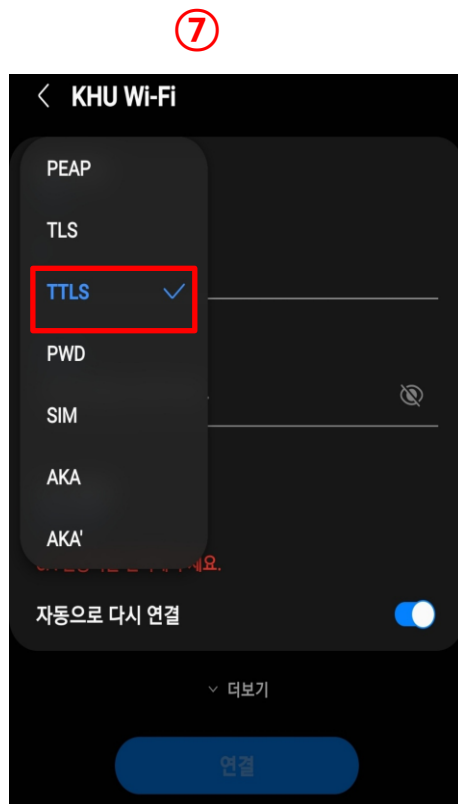 ⑦
KHU Wi-Fi
PEAP
TLS
TTLS
PWD
SIM
AKA
AKA'
자동으로 다시 연결
더보기
연결